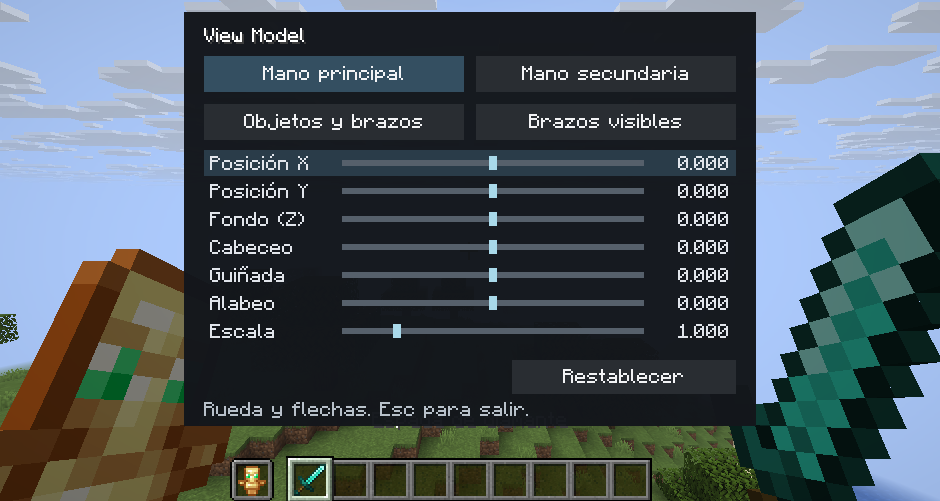 View Model
Mano principal
Mano secundaria
Objetos y brazos
Brazos visibles
Posición X 0.000
Posición Y 0.000
Fondo (Z) 0.000
Cabeceo 0.000
Guiñada 0.000
Alabeo 0.000
Escala 1.000
Restablecer
Rueda y flechas. Esc para salir.